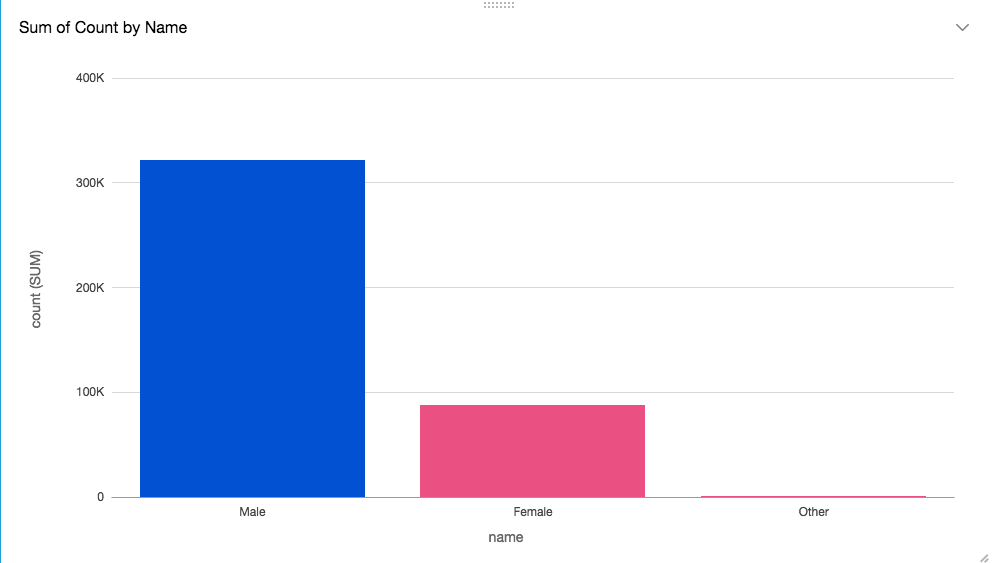 Sum of Count by Name
400K
300K
200K
100K
0
count (SUM)
Male
Female
Other
name